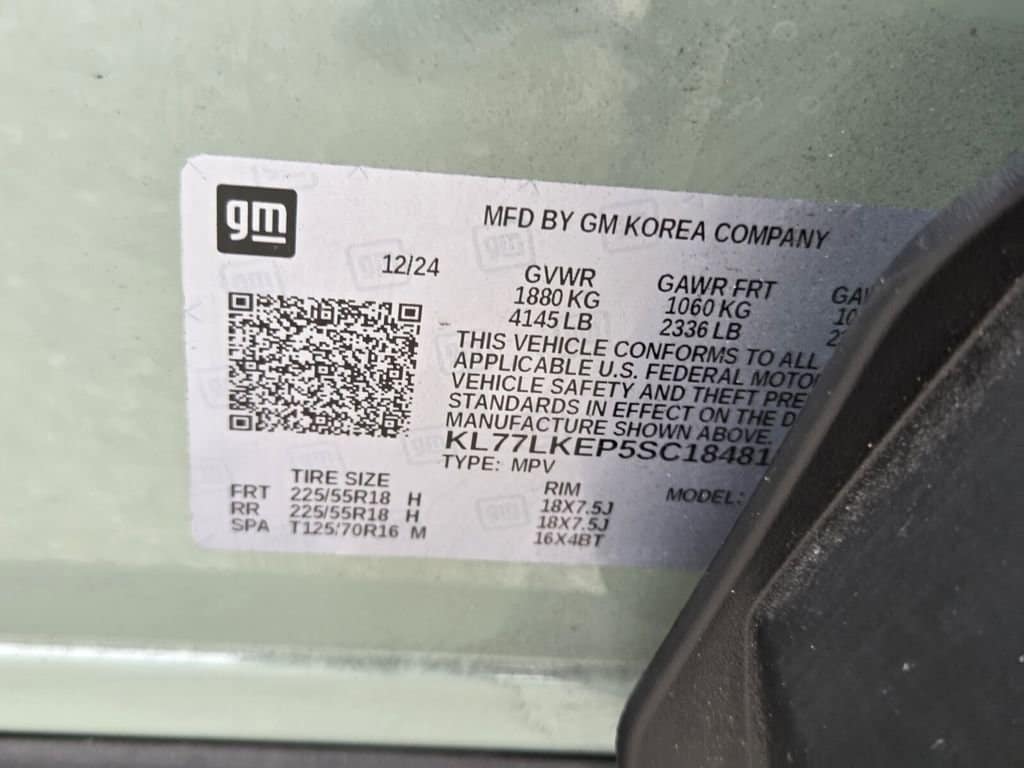 gm
MFD BY GM KOREA COMPANY
12/24
GVWR GAWR FRT
1880 KG 1060 KG
4145 LB 2336 LB
THIS VEHICLE CONFORMS TO ALL
APPLICABLE U.S. FEDERAL
VEHICLE SAFETY AND THEFT
STANDARDS IN EFFECT ON THE
MANUFACTURE SHOWN ABOVE.
KL77LKEP5SC18481
TYPE: MPV
TIRE SIZE RIM MODEL:
FRT 225/55R18 H 18X7.5J
RR 225/55R18 H 18X7.5J
SPA T125/70R16 M 16X4BT